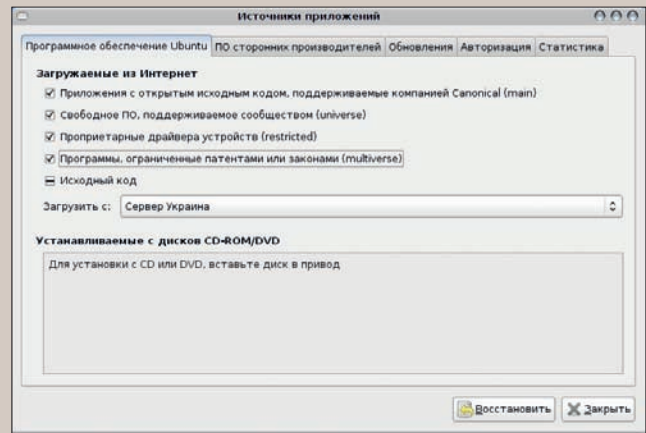 Источники приложений
Программное обеспечение Ubuntu ПО сторонних производителей Обновления Авторизация Статистика
Загружаемые из Интернет
Приложения с открытым исходным кодом, поддерживаемые компанией Canonical (main)
Свободное ПО, поддерживаемое сообществом (universe)
Проприетарные драйвера устройств (restricted)
Программы, ограниченные патентами или законами (multiverse)
Исходный код
Загрузить с: Сервер Украина
Устанавливаемые с дисков CD-ROM/DVD
Для установки с CD или DVD, вставьте диск в привод
Восстановить Закрыть